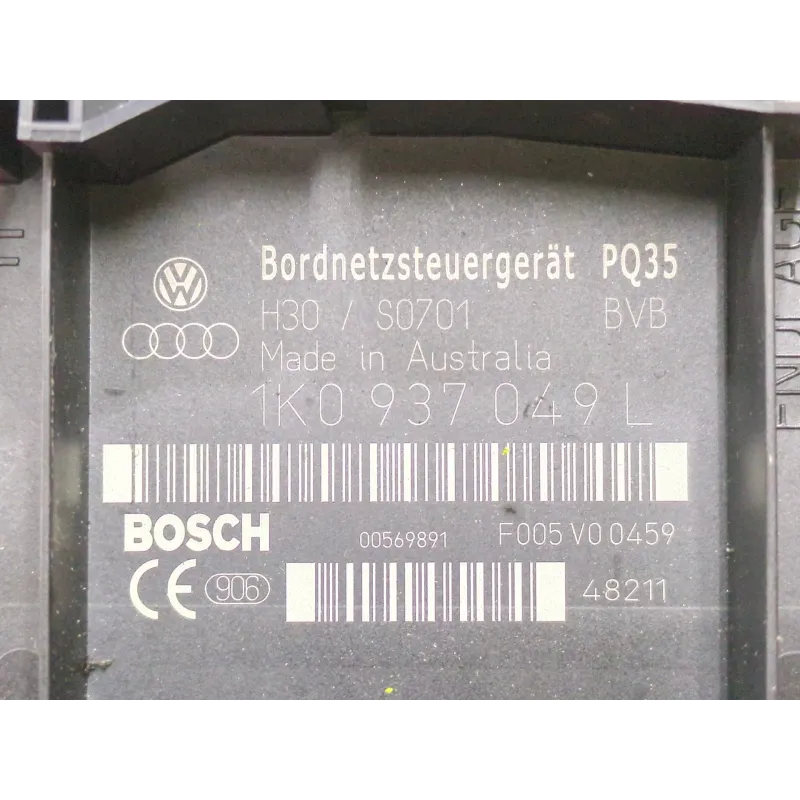 Bordnetzsteuergerät PQ35
H30 / S0701 BVB
Made in Australia
1K0 937 049 L
BOSCH 00569891 F005 V0 0459
CE 906 48211